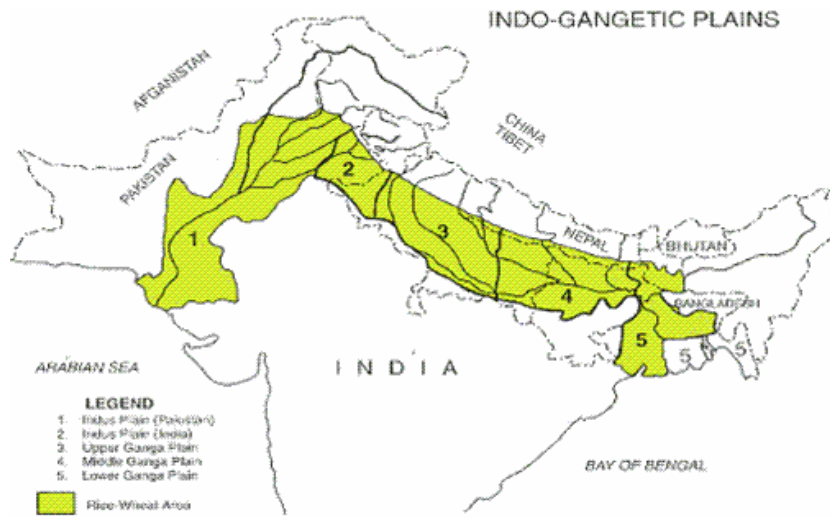 INDO-GANGETIC PLAINS
AFGANISTAN
CHINA
TIBET
PAKISTAN
2
1
3
NEPAL
BHUTAN
4
BANGLADESH
5
5
5
ARABIAN SEA
INDIA
LEGEND
1. Indus Plain (Pakistan)
2. Indus Plain (India)
3. Upper Ganga Plain
4. Middle Ganga Plain
5. Lower Ganga Plain
BAY OF BENGAL
Rice-Wheat Area